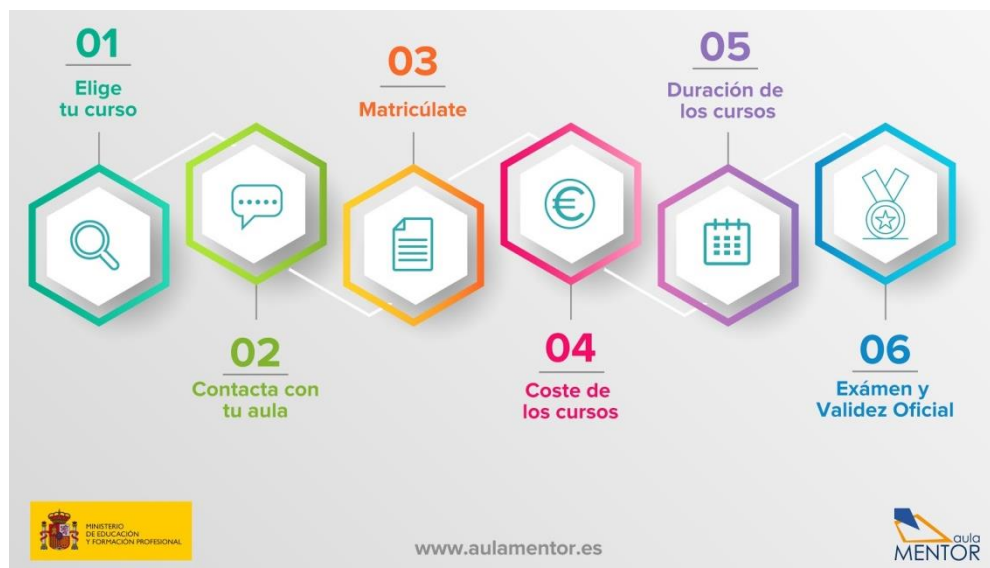 01
Elige
tu curso
02
Contacta con
tu aula
03
Matricúlate
04
Coste de
los cursos
05
Duración de
los cursos
06
Exámen y
Validez Oficial
MINISTERIO
DE EDUCACIÓN
Y FORMACIÓN PROFESIONAL
www.aulamentor.es
aula
MENTOR